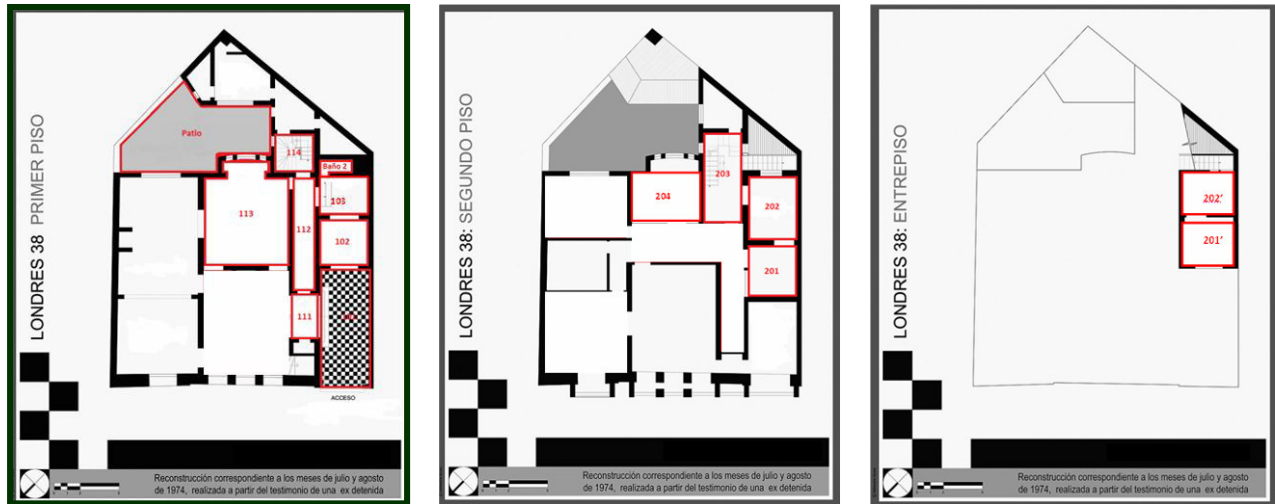 LONDRES 38 PRIMER PISO
Patio
114
Baño 2
103
113
112
102
111
ACCESO
Reconstrucción correspondiente a los meses de julio y agosto
de 1974, realizada a partir del testimonio de una ex detenida
LONDRES 38: SEGUNDO PISO
203
204
202
201
Reconstrucción correspondiente a los meses de julio y agosto
de 1974, realizada a partir del testimonio de una ex detenida
LONDRES 38: ENTREPISO
202'
201'
Reconstrucción correspondiente a los meses de julio y agosto
de 1974, realizada a partir del testimonio de una ex detenida